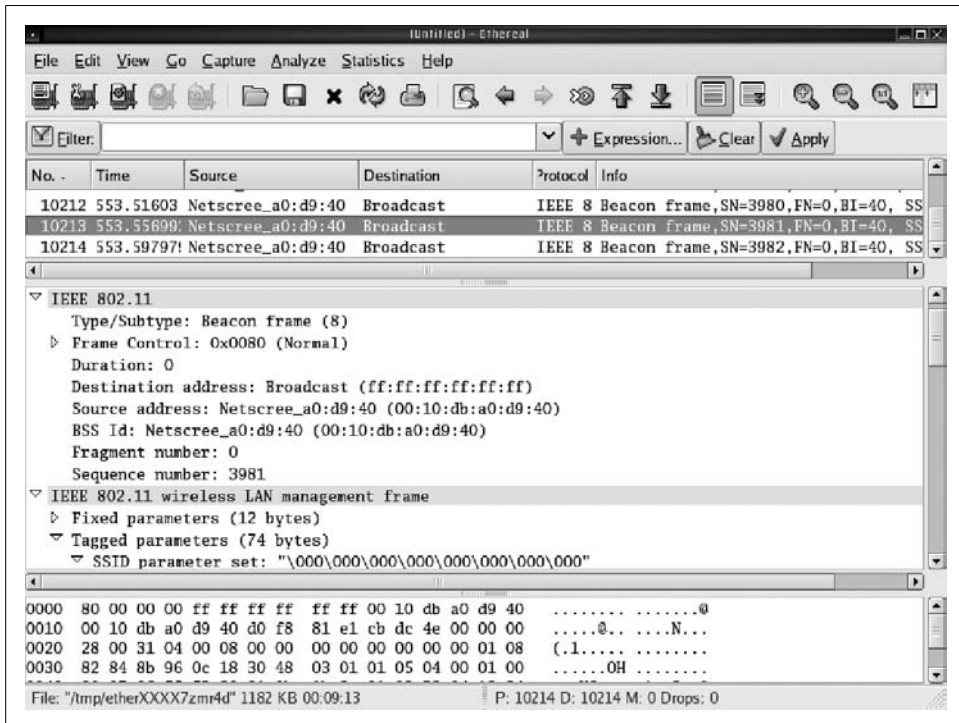 (Untitled) - Ethereal
File Edit View Go Capture Analyze Statistics Help
Filter: Expression... Clear Apply
No. - Time Source Destination Protocol Info
10212 553.51603 Netscree_a0:d9:40 Broadcast IEEE 8 Beacon frame,SN=3980,FN=0,BI=40, SS
10213 553.55699 Netscree_a0:d9:40 Broadcast IEEE 8 Beacon frame,SN=3981,FN=0,BI=40, SS
10214 553.59797 Netscree_a0:d9:40 Broadcast IEEE 8 Beacon frame,SN=3982,FN=0,BI=40, SS
IEEE 802.11
Type/Subtype: Beacon frame (8)
Frame Control: 0x0080 (Normal)
Duration: 0
Destination address: Broadcast (ff:ff:ff:ff:ff:ff)
Source address: Netscree_a0:d9:40 (00:10:db:a0:d9:40)
BSS Id: Netscree_a0:d9:40 (00:10:db:a0:d9:40)
Fragment number: 0
Sequence number: 3981
IEEE 802.11 wireless LAN management frame
Fixed parameters (12 bytes)
Tagged parameters (74 bytes)
SSID parameter set: "\000\000\000\000\000\000\000\000"
0000 80 00 00 00 ff ff ff ff ff ff 00 10 db a0 d9 40 ........ .......@
0010 00 10 db a0 d9 40 d0 f8 81 e1 cb dc 4e 00 00 00 .....@.. ....N...
0020 28 00 31 04 00 08 00 00 00 00 00 00 00 00 01 08 (.1..... ........
0030 82 84 8b 96 0c 18 30 48 03 01 01 05 04 00 01 00 ......0H ........
File: "/tmp/etherXXXX7zmr4d" 1182 KB 00:09:13 P: 10214 D: 10214 M: 0 Drops: 0